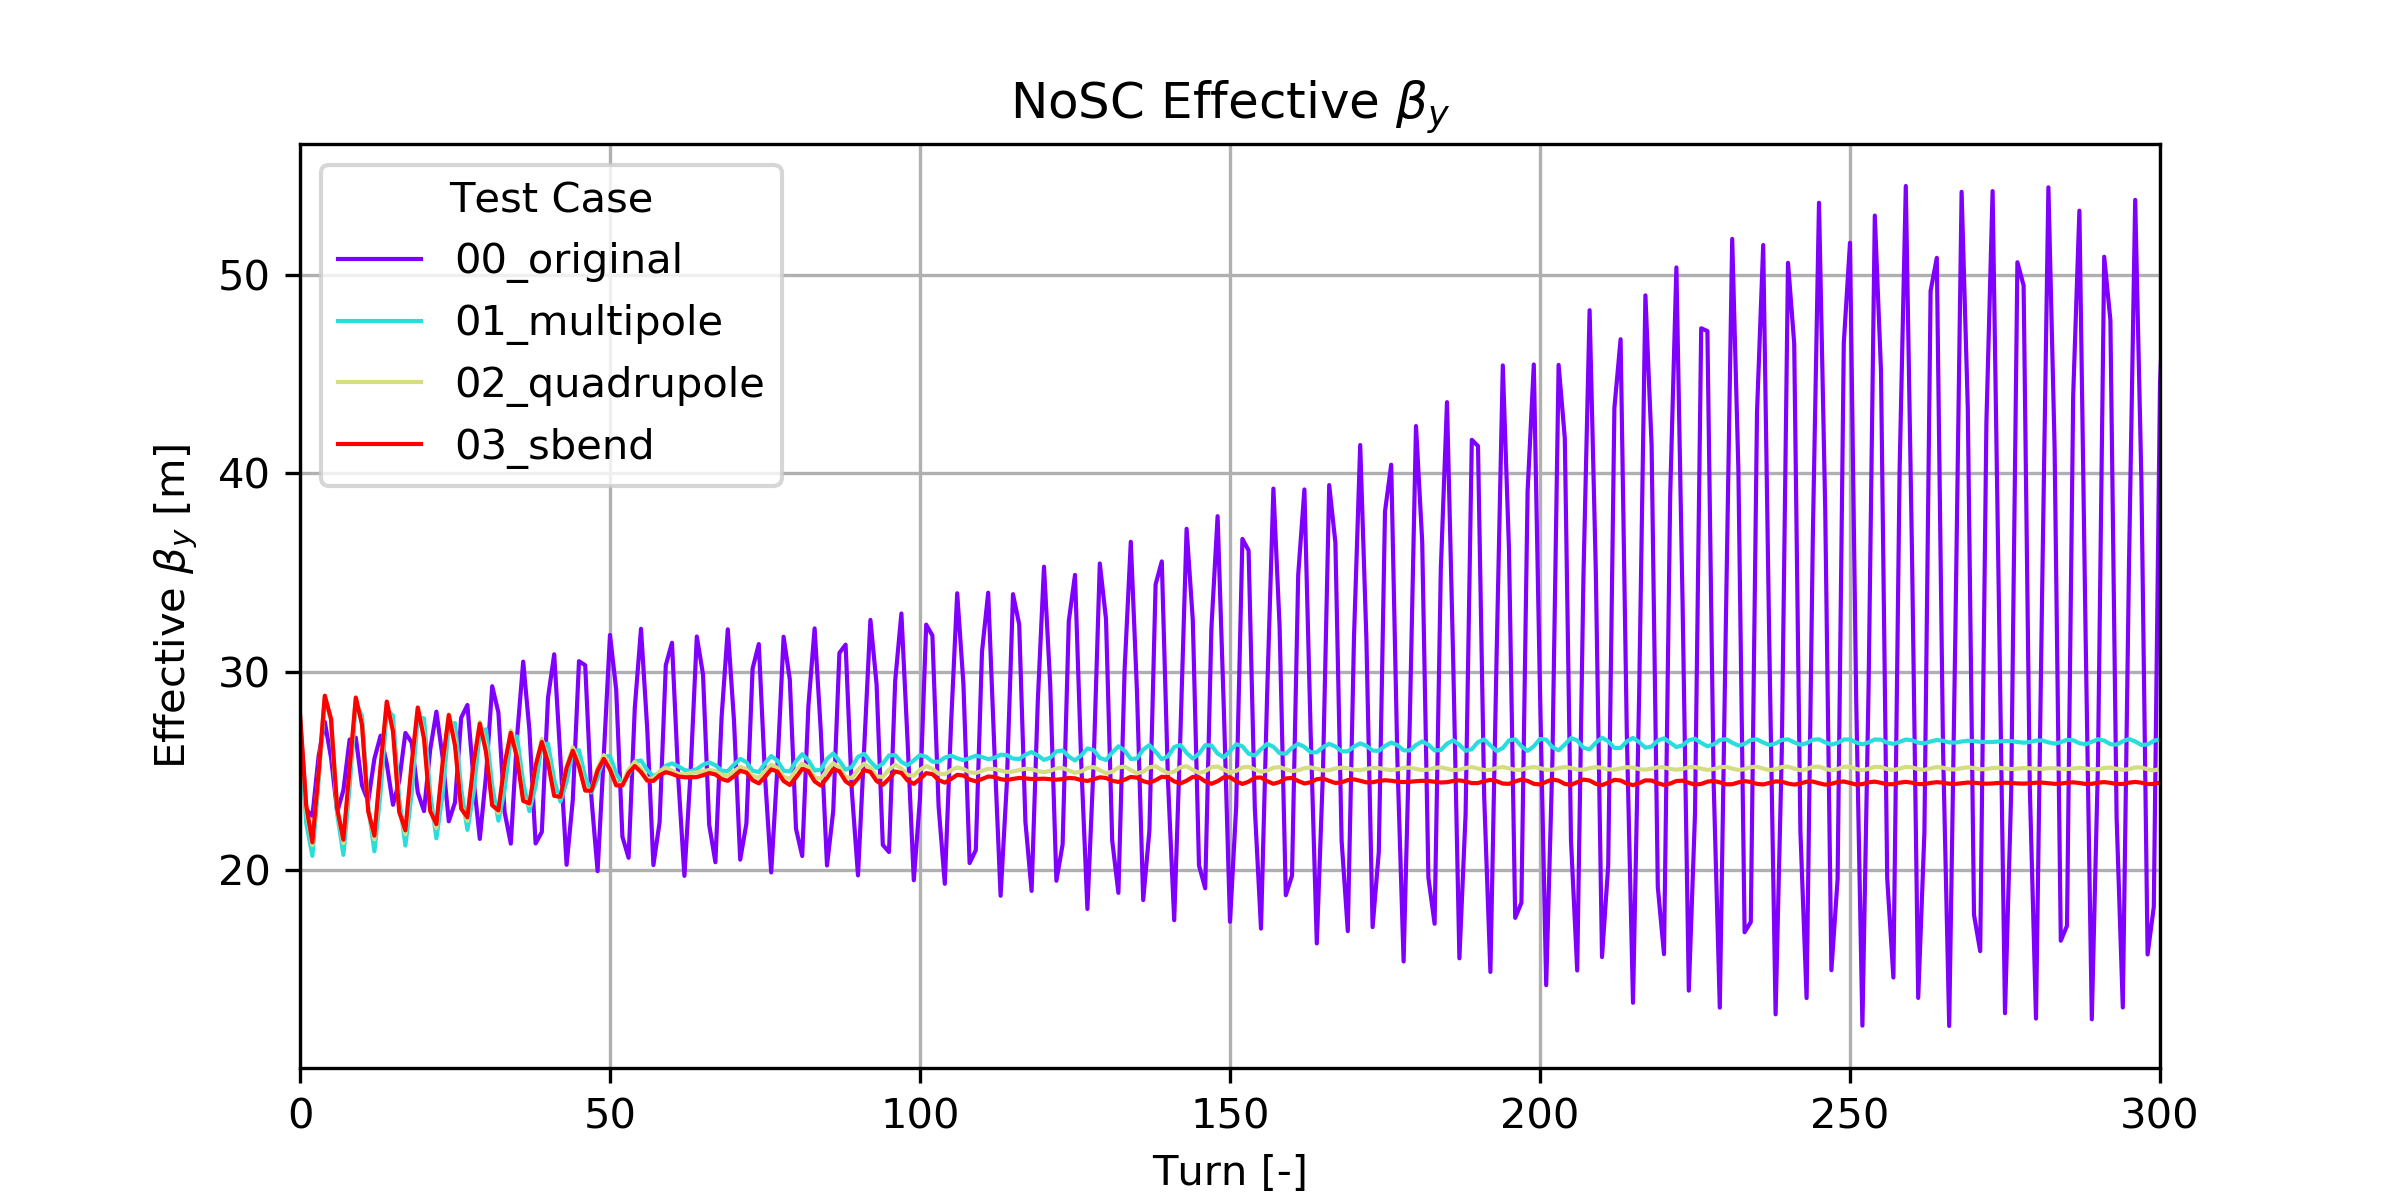 NoSC Effective βy
Test Case
00_original
01_multipole
02_quadrupole
03_sbend
Effective βy [m]
50
40
30
20
0 50 100 150 200 250 300
Turn [-]